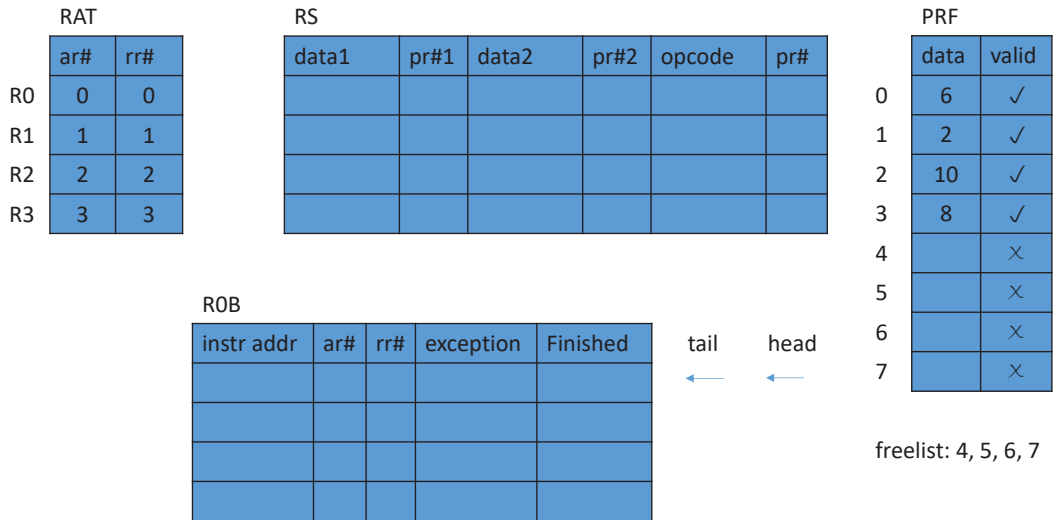 RAT
ar# rr#
R0 0 0
R1 1 1
R2 2 2
R3 3 3
RS
data1 pr#1 data2 pr#2 opcode pr#
PRF
data valid
0 6 ✓
1 2 ✓
2 10 ✓
3 8 ✓
4 X
5 X
6 X
7 X
freelist: 4, 5, 6, 7
ROB
instr addr ar# rr# exception Finished
tail head